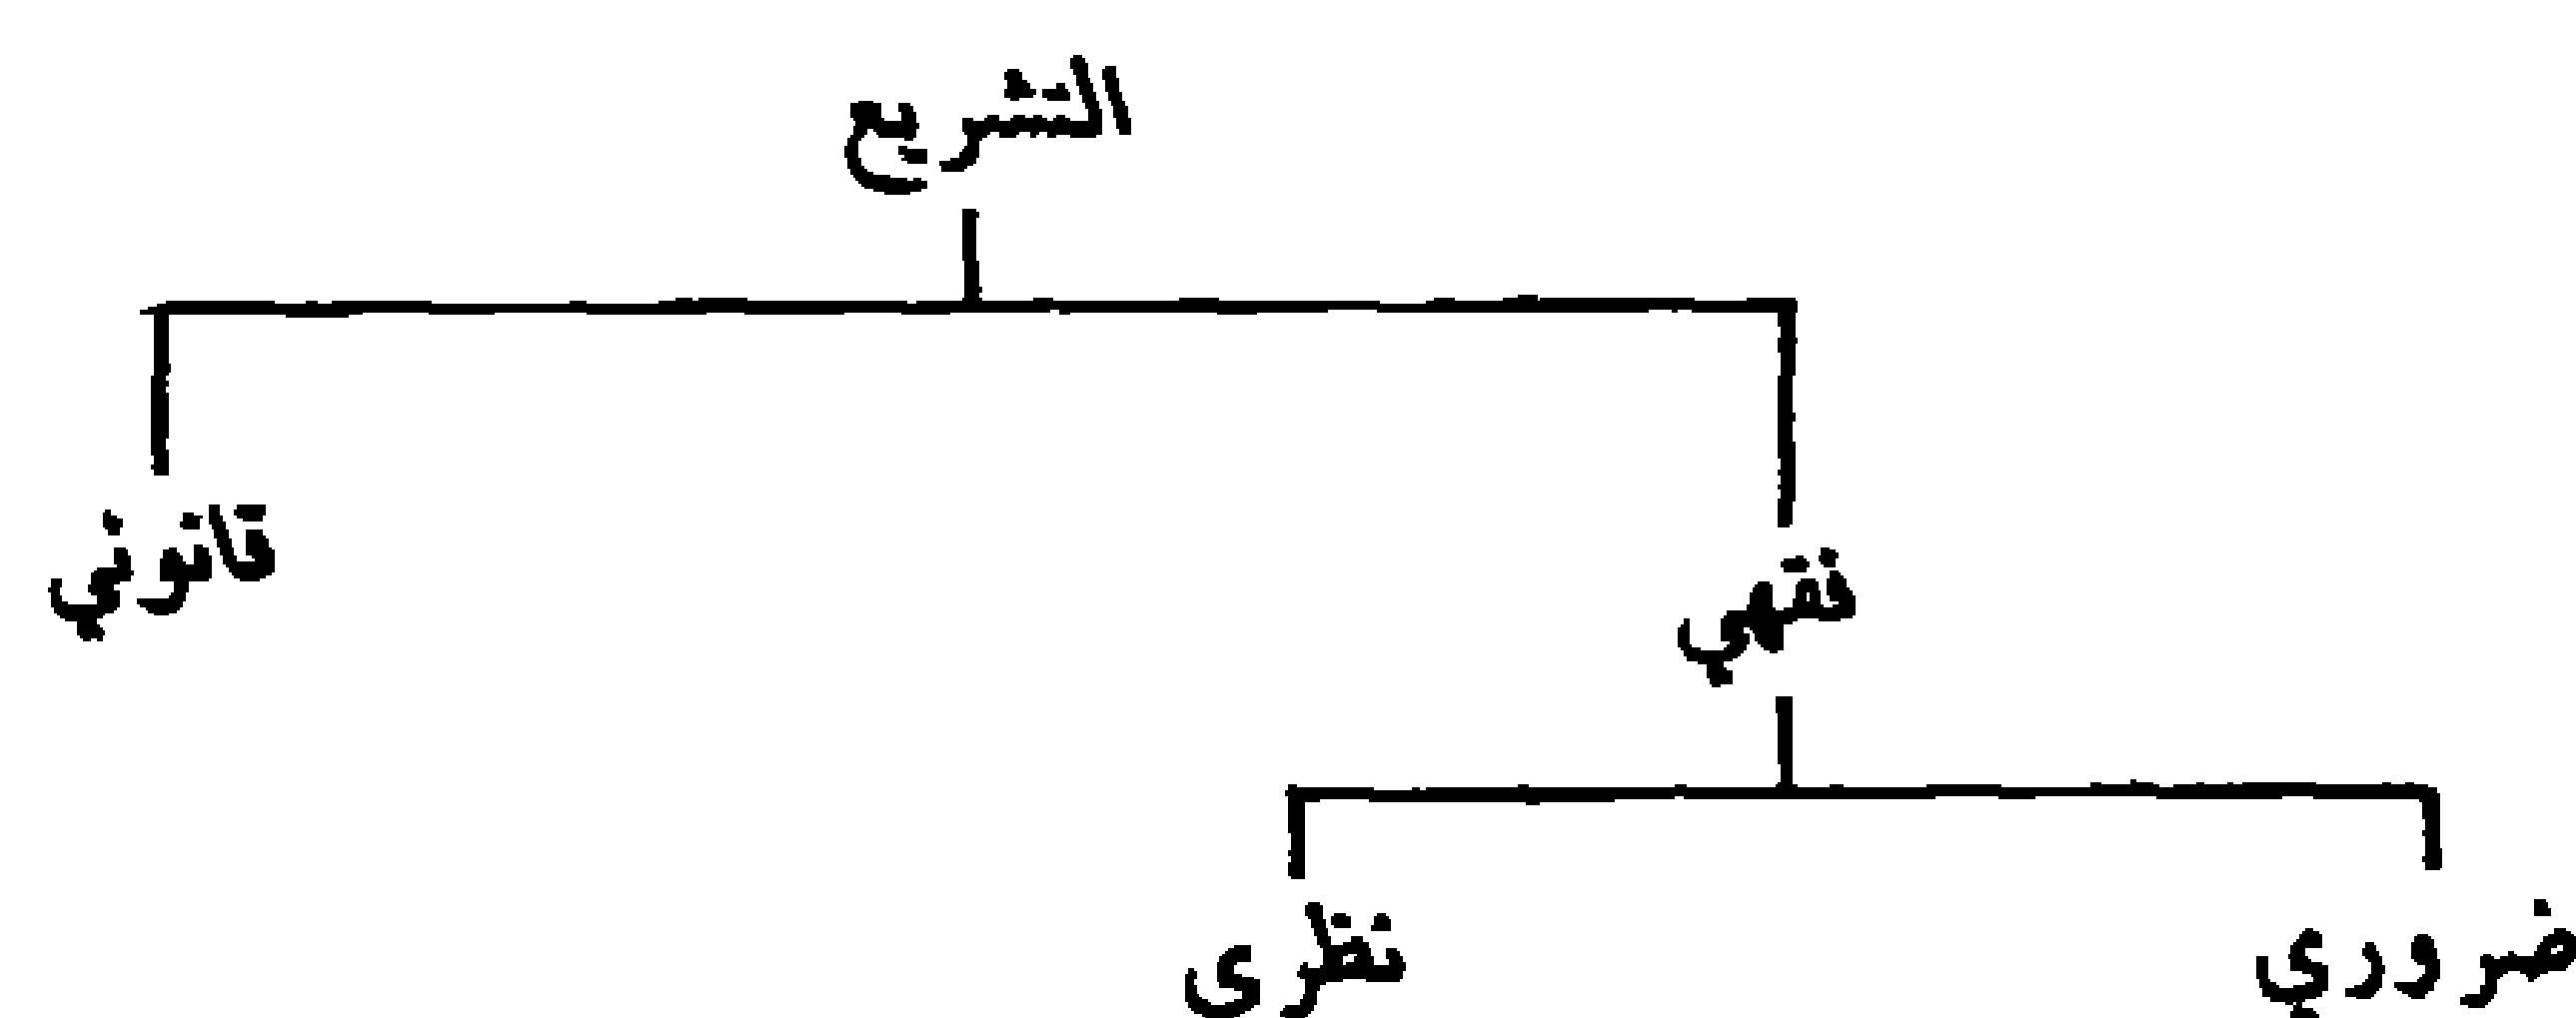 التشريع
فقهي
قانوني
ضروري
نظرى